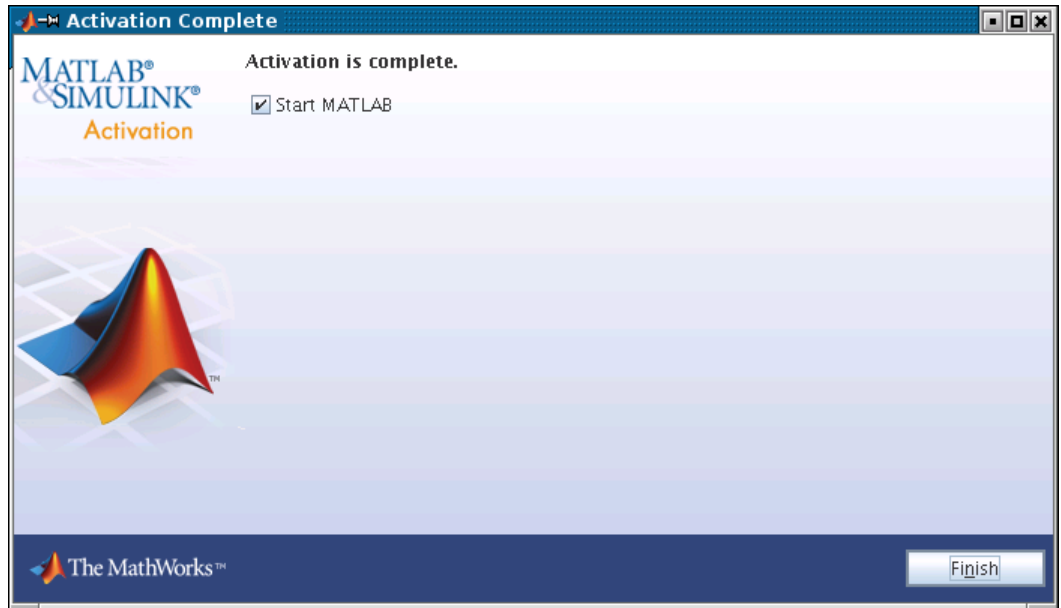 Activation Complete
MATLAB®
&SIMULINK®
Activation
Activation is complete.
Start MATLAB
TM
The MathWorks™
Finish